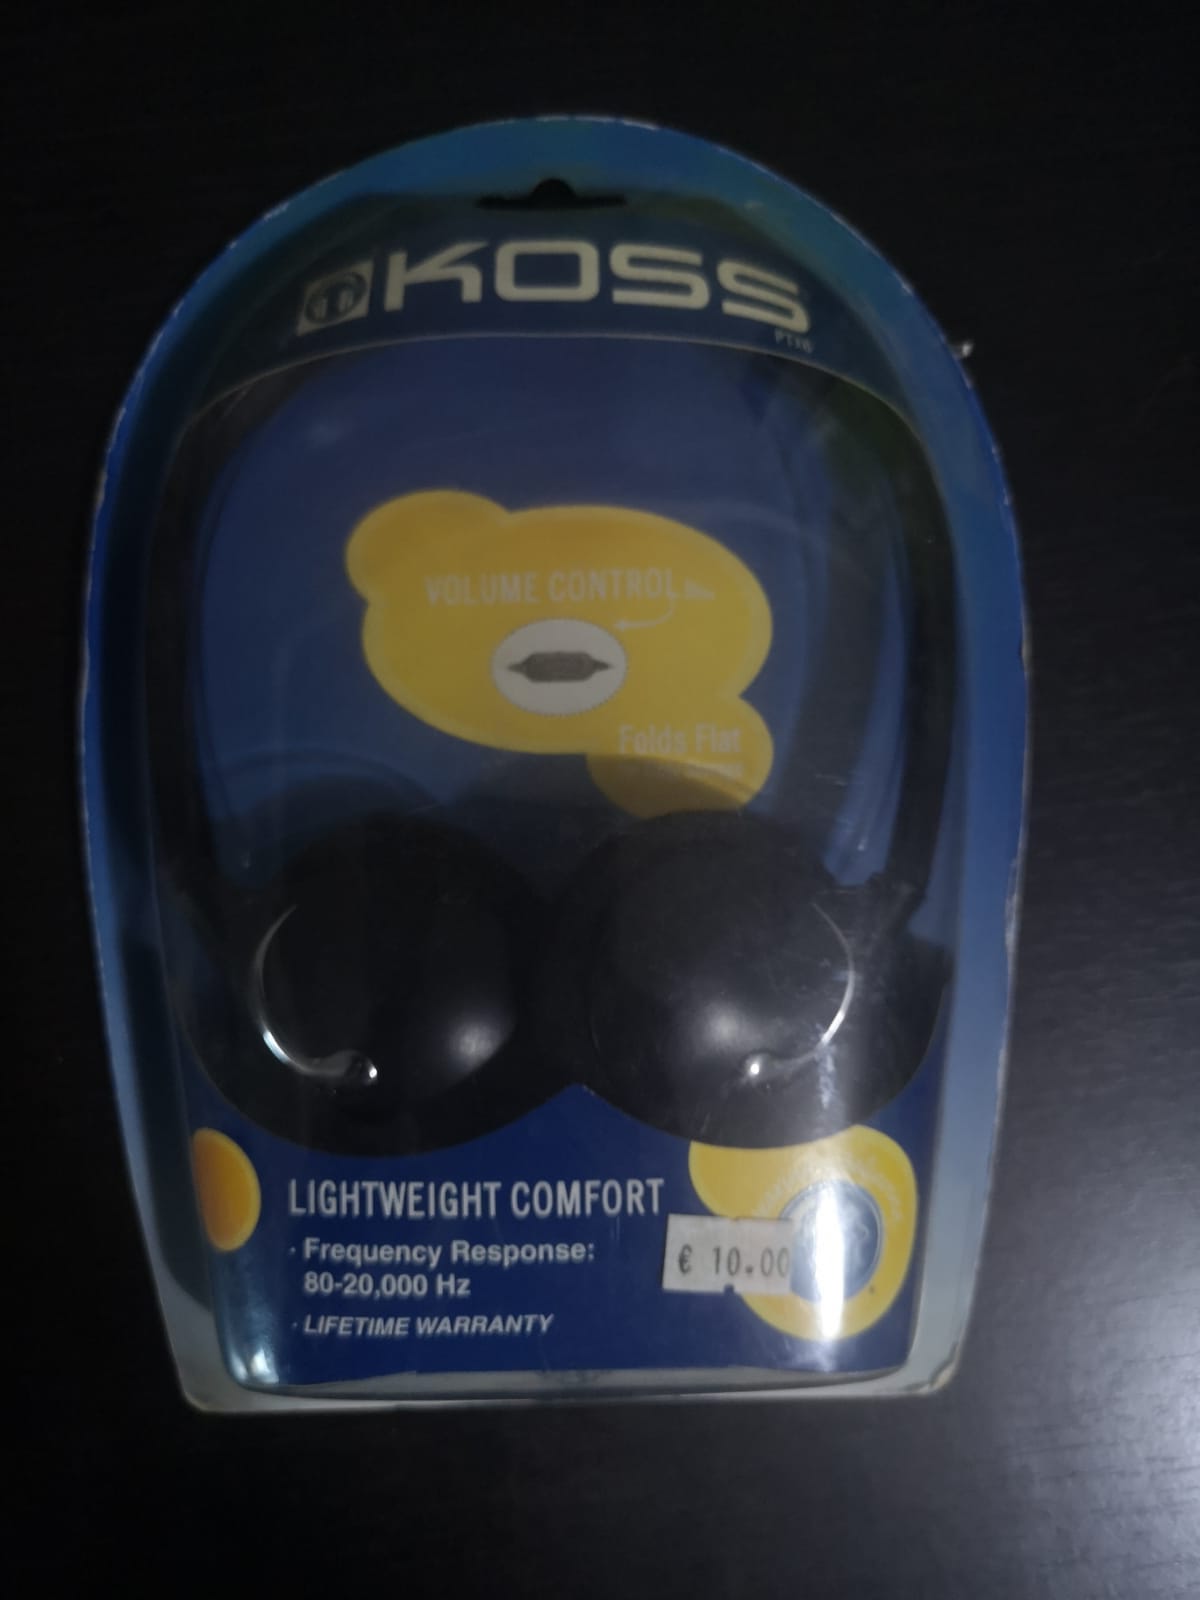 KOSS
VOLUME CONTROL
Folds Flat
LIGHTWEIGHT COMFORT
· Frequency Response:
80-20,000 Hz
· LIFETIME WARRANTY
€ 10.00